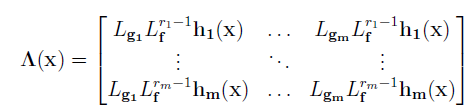 L_{g_1} L_f^{r_1-1} h_1(x) … L_{g_m} L_f^{r_1-1} h_1(x)
Λ(x) = [ ⋮ ⋱ ⋮ ]
L_{g_1} L_f^{r_m-1} h_m(x) … L_{g_m} L_f^{r_m-1} h_m(x)